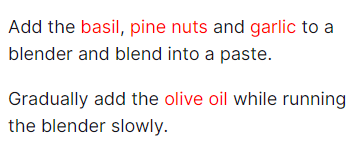 Add the basil, pine nuts and garlic to a
blender and blend into a paste.
Gradually add the olive oil while running
the blender slowly.